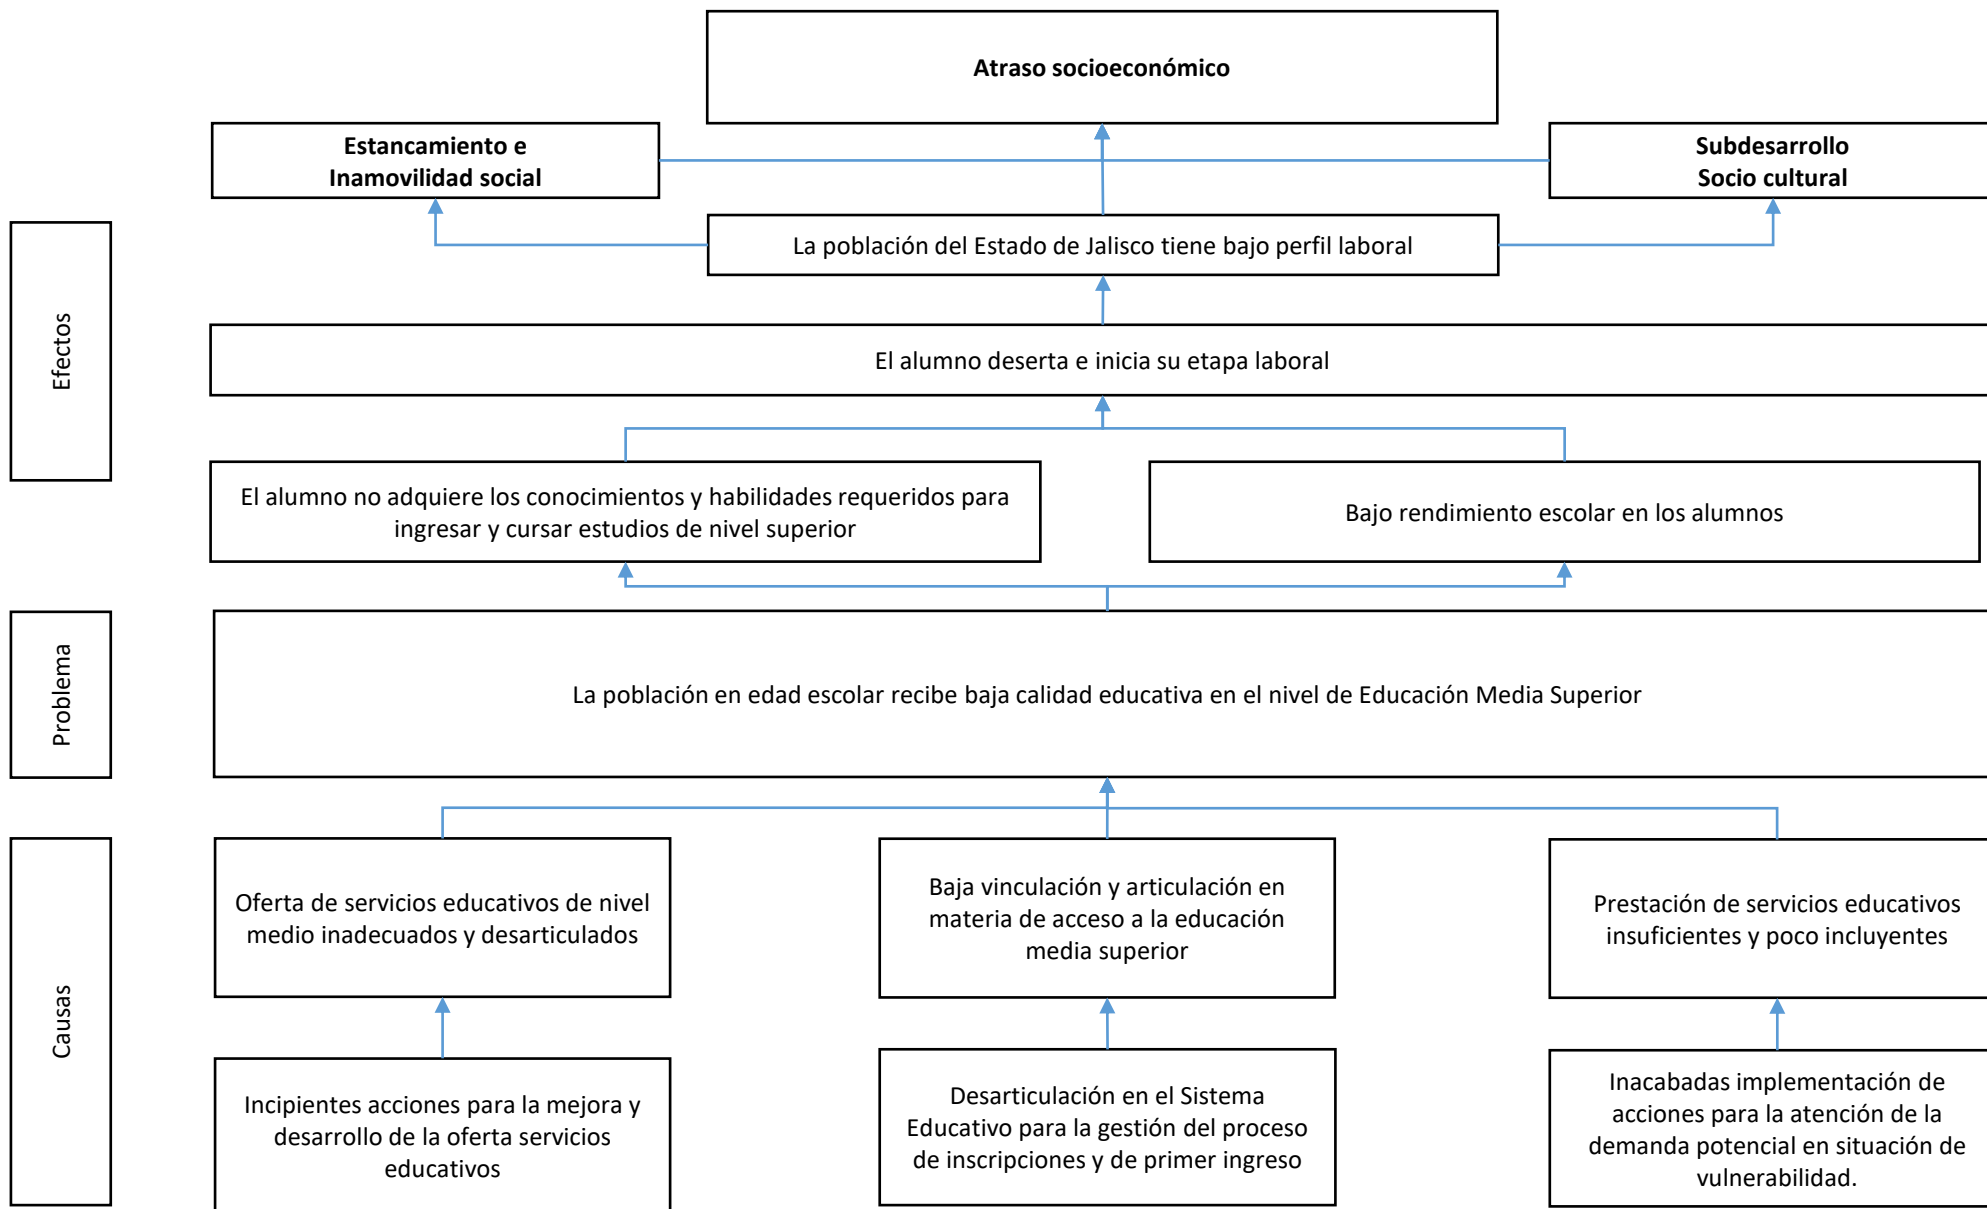 Atraso socioeconómico
Estancamiento e
Inamovilidad social
Subdesarrollo
Socio cultural
La población del Estado de Jalisco tiene bajo perfil laboral
Efectos
El alumno deserta e inicia su etapa laboral
El alumno no adquiere los conocimientos y habilidades requeridos para
ingresar y cursar estudios de nivel superior
Bajo rendimiento escolar en los alumnos
Problema
La población en edad escolar recibe baja calidad educativa en el nivel de Educación Media Superior
Causas
Oferta de servicios educativos de nivel
medio inadecuados y desarticulados
Baja vinculación y articulación en
materia de acceso a la educación
media superior
Prestación de servicios educativos
insuficientes y poco incluyentes
Incipientes acciones para la mejora y
desarrollo de la oferta servicios
educativos
Desarticulación en el Sistema
Educativo para la gestión del proceso
de inscripciones y de primer ingreso
Inacabadas implementación de
acciones para la atención de la
demanda potencial en situación de
vulnerabilidad.